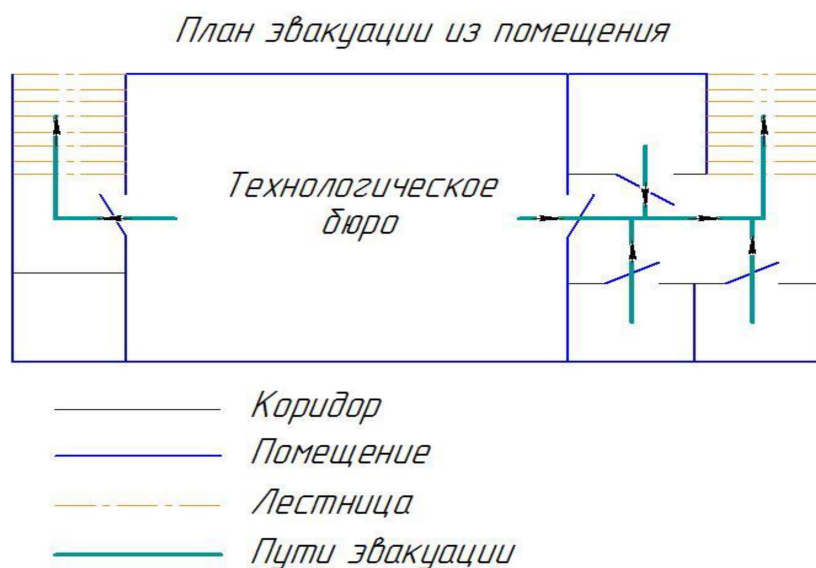 План эвакуации из помещения
Технологическое
бюро
Коридор
Помещение
Лестница
Пути эвакуации